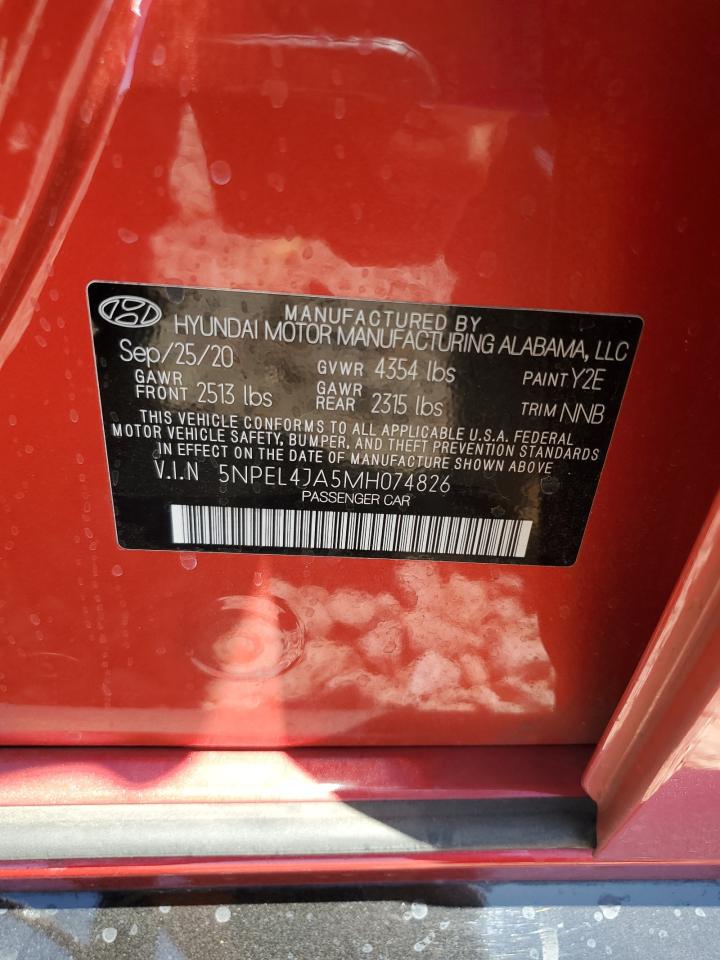 MANUFACTURED BY
HYUNDAI MOTOR MANUFACTURING ALABAMA, LLC
Sep/25/20 GVWR 4354 lbs PAINT Y2E
GAWR FRONT 2513 lbs GAWR REAR 2315 lbs TRIM NNB
THIS VEHICLE CONFORMS TO ALL APPLICABLE U.S.A. FEDERAL
MOTOR VEHICLE SAFETY, BUMPER, AND THEFT PREVENTION STANDARDS
IN EFFECT ON THE DATE OF MANUFACTURE SHOWN ABOVE.
V.I.N 5NPEL4JA5MH074826
PASSENGER CAR